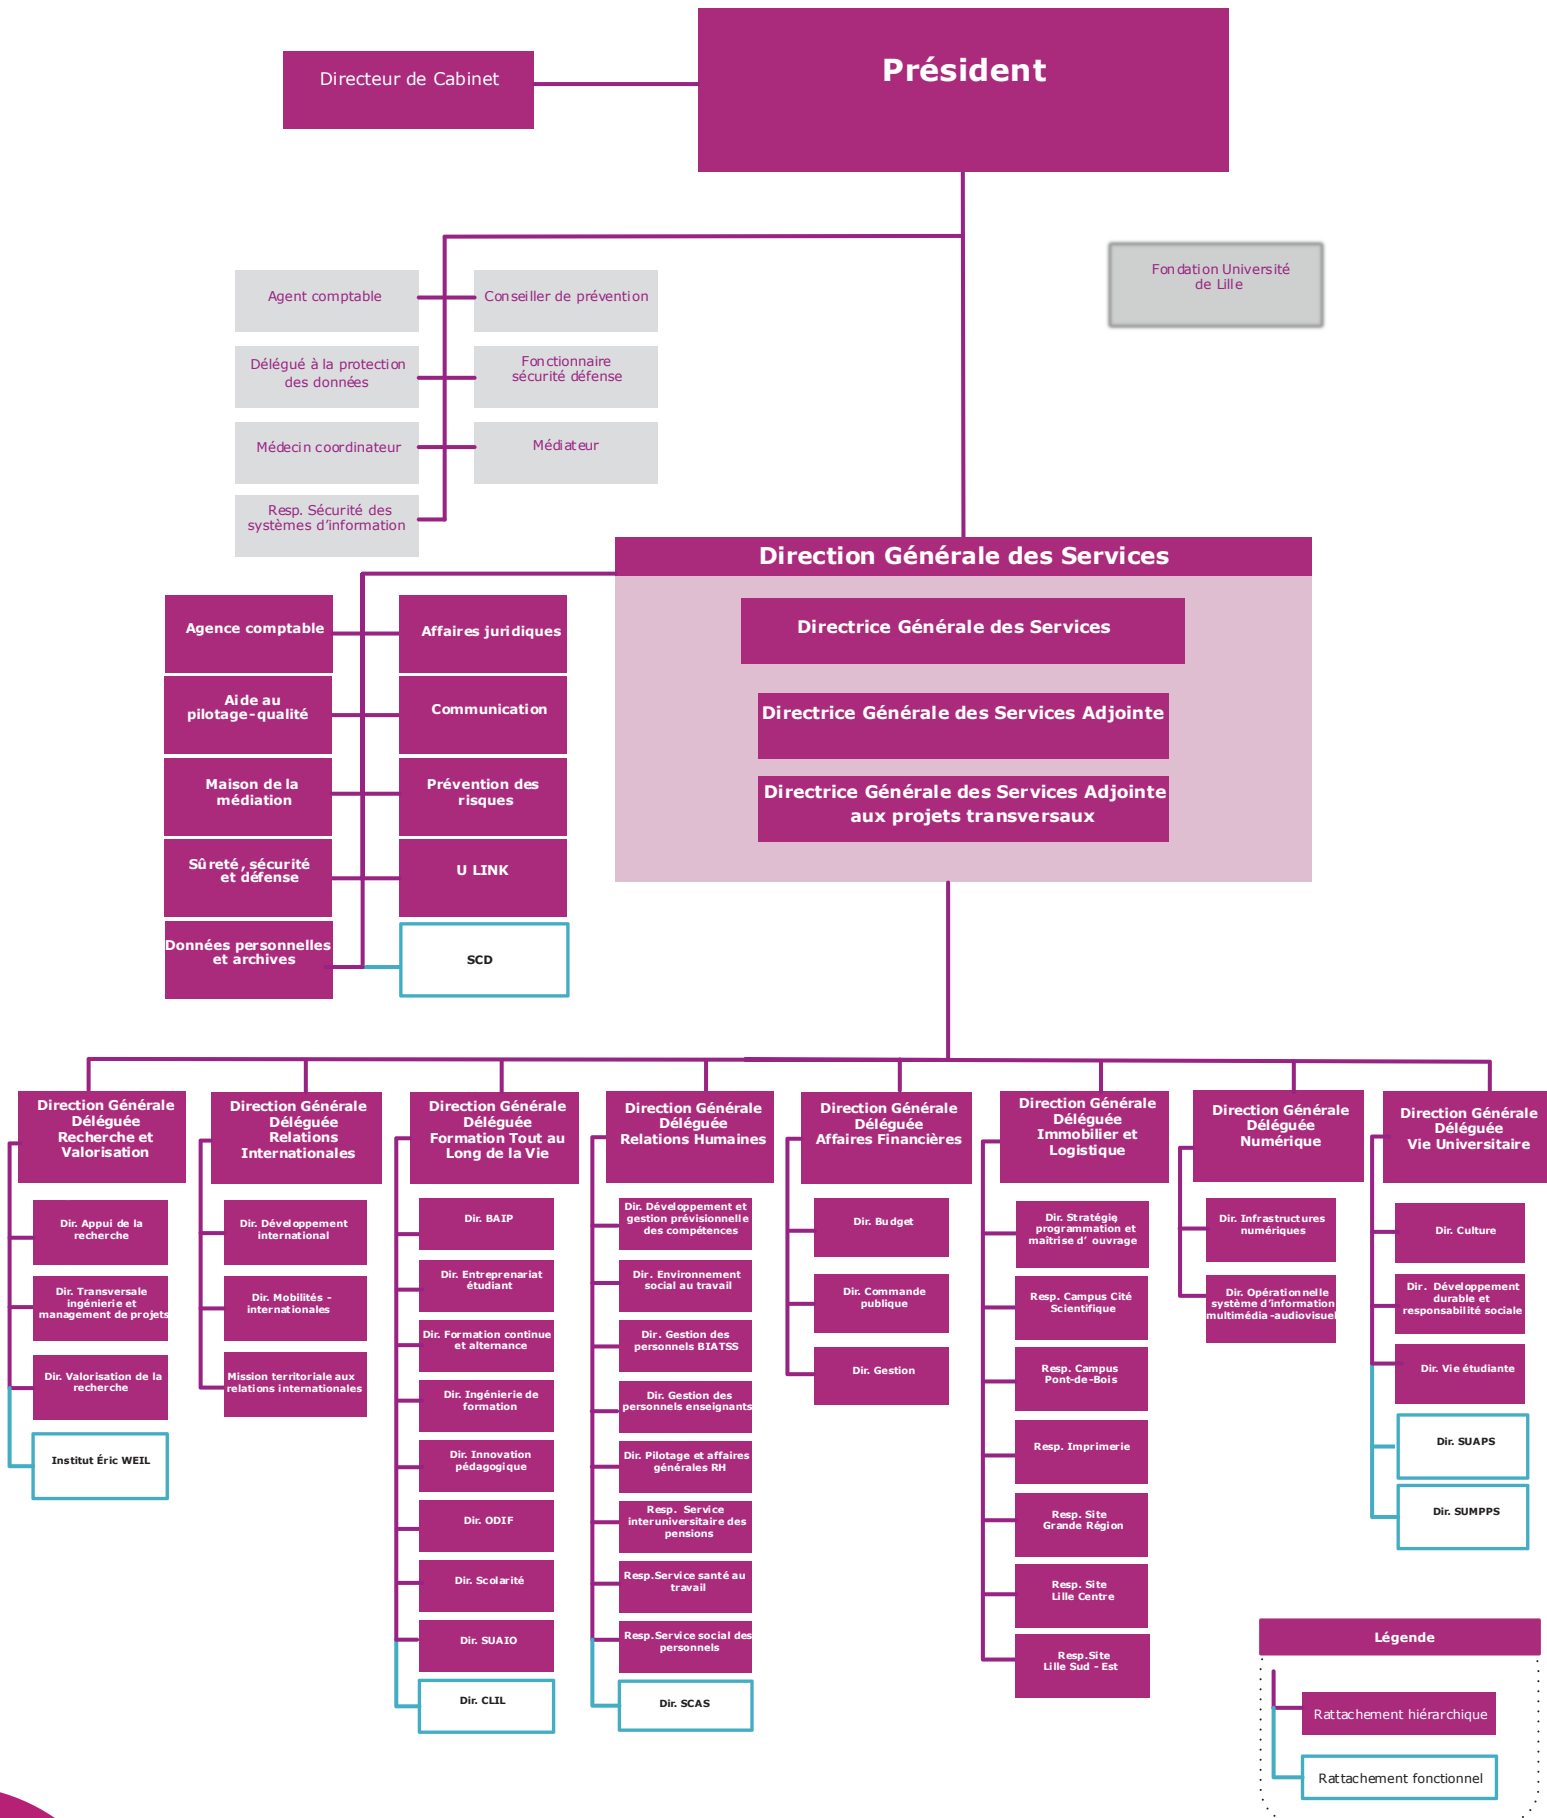 Président
Directeur de Cabinet
Fondation Université
de Lille
Agent comptable
Conseiller de prévention
Délégué à la protection
des données
Fonctionnaire
sécurité défense
Médecin coordinateur
Médiateur
Resp. Sécurité des
systèmes d’information
Direction Générale des Services
Directrice Générale des Services
Directrice Générale des Services Adjointe
Directrice Générale des Services Adjointe
aux projets transversaux
Agence comptable
Affaires juridiques
Aide au
pilotage-qualité
Communication
Maison de la
médiation
Prévention des
risques
Sûreté, sécurité
et défense
U LINK
Données personnelles
et archives
SCD
Direction Générale
Déléguée
Recherche et
Valorisation
Dir. Appui de la
recherche
Dir. Transversale
ingénierie et
management de projets
Dir. Valorisation de la
recherche
Institut Éric WEIL
Direction Générale
Déléguée
Relations
Internationales
Dir. Développement
international
Dir. Mobilités -
internationales
Mission territoriale aux
relations internationales
Direction Générale
Déléguée
Formation Tout au
Long de la Vie
Dir. BAIP
Dir. Entreprenariat
étudiant
Dir. Formation continue
et alternance
Dir. Ingénierie de
formation
Dir. Innovation
pédagogique
Dir. ODIF
Dir. Scolarité
Dir. SUAIO
Dir. CLIL
Direction Générale
Déléguée
Relations Humaines
Dir. Développement et
gestion prévisionnelle
des compétences
Dir. Environnement
social au travail
Dir. Gestion des
personnels BIATSS
Dir. Gestion des
personnels enseignants
Dir. Pilotage et affaires
générales RH
Resp. Service
interuniversitaire des
pensions
Resp.Service santé au
travail
Resp.Service social des
personnels
Dir. SCAS
Direction Générale
Déléguée
Affaires Financières
Dir. Budget
Dir. Commande
publique
Dir. Gestion
Direction Générale
Déléguée
Immobilier et
Logistique
Dir. Stratégie,
programmation et
maîtrise d’ ouvrage
Resp. Campus Cité
Scientifique
Resp. Campus
Pont-de-Bois
Resp. Imprimerie
Resp. Site
Grande Région
Resp. Site
Lille Centre
Resp.Site
Lille Sud - Est
Direction Générale
Déléguée
Numérique
Dir. Infrastructures
numériques
Dir. Opérationnelle
système d’information
multimédia-audiovisuel
Direction Générale
Déléguée
Vie Universitaire
Dir. Culture
Dir. Développement
durable et
responsabilité sociale
Dir. Vie étudiante
Dir. SUAPS
Dir. SUMPPS
Légende
Rattachement hiérarchique
Rattachement fonctionnel